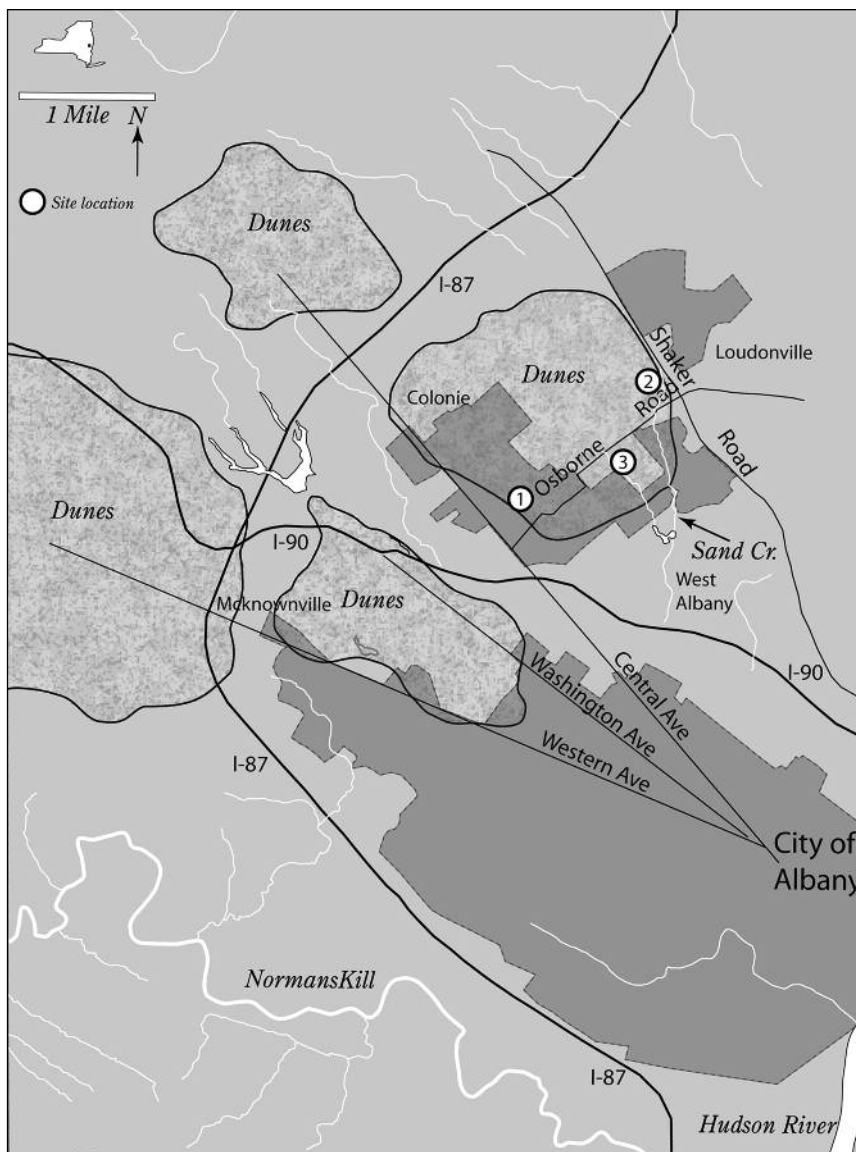 1 Mile N
Site location
Dunes
I-87
Shaker
Loudonville
Dunes
2
Colonie
Road
Road
3
Osborne
1
Dunes
I-90
Sand Cr.
West
Albany
Mcknownville
Dunes
Central Ave
I-90
Washington Ave
Western Ave
I-87
City of
Albany
NormansKill
I-87
Hudson River